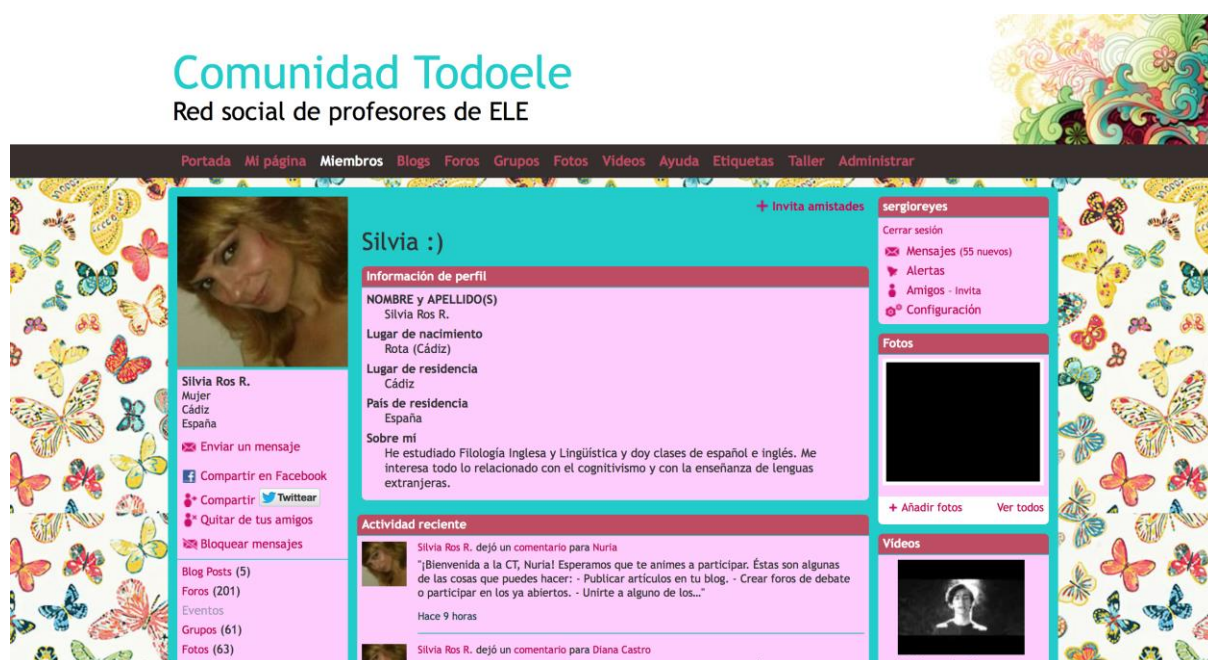 Comunidad Todoele
Red social de profesores de ELE
Portada Mi página Miembros Blogs Foros Grupos Fotos Videos Ayuda Etiquetas Taller Administrar
Silvia Ros R.
Mujer
Cádiz
España
Enviar un mensaje
Compartir en Facebook
Compartir Twittear
Quitar de tus amigos
Bloquear mensajes
Blog Posts (5)
Foros (201)
Eventos
Grupos (61)
Fotos (63)
+ Invita amistades
Silvia :)
Información de perfil
NOMBRE y APELLIDO(S)
Silvia Ros R.
Lugar de nacimiento
Rota (Cádiz)
Lugar de residencia
Cádiz
País de residencia
España
Sobre mí
He estudiado Filología Inglesa y Lingüística y doy clases de español e inglés. Me
interesa todo lo relacionado con el cognitivismo y con la enseñanza de lenguas
extranjeras.
Actividad reciente
Silvia Ros R. dejó un comentario para Nuria
"¡Bienvenida a la CT, Nuria! Esperamos que te animes a participar. Éstas son algunas
de las cosas que puedes hacer: - Publicar artículos en tu blog. - Crear foros de debate
o participar en los ya abiertos. - Unirte a alguno de los…"
Hace 9 horas
Silvia Ros R. dejó un comentario para Diana Castro
sergioreyes
Cerrar sesión
Mensajes (55 nuevos)
Alertas
Amigos - Invita
Configuración
Fotos
+ Añadir fotos Ver todos
Vídeos